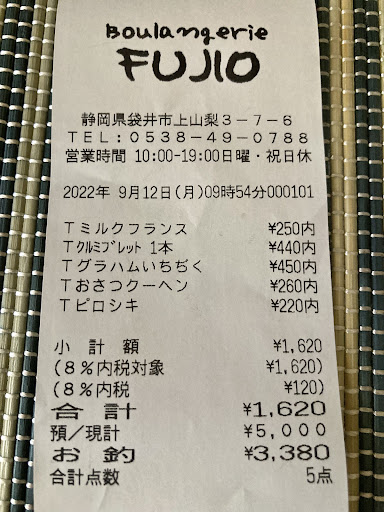 Boulangerie
FUJIO
静岡県袋井市上山梨3-7-6
TEL:0538-49-0788
営業時間 10:00-19:00日曜・祝日休
2022年 9月12日(月)09時54分000101
Tミルクフランス ¥250内
Tクルミブレット 1本 ¥440内
Tグラハムいちぢく ¥450内
Tおさつクーヘン ¥260内
Tピロシキ ¥220内
小計額 ¥1,620
(8%内税対象 ¥1,620)
(8%内税 ¥120)
合計 ¥1,620
預/現計 ¥5,000
お釣 ¥3,380
合計点数 5点